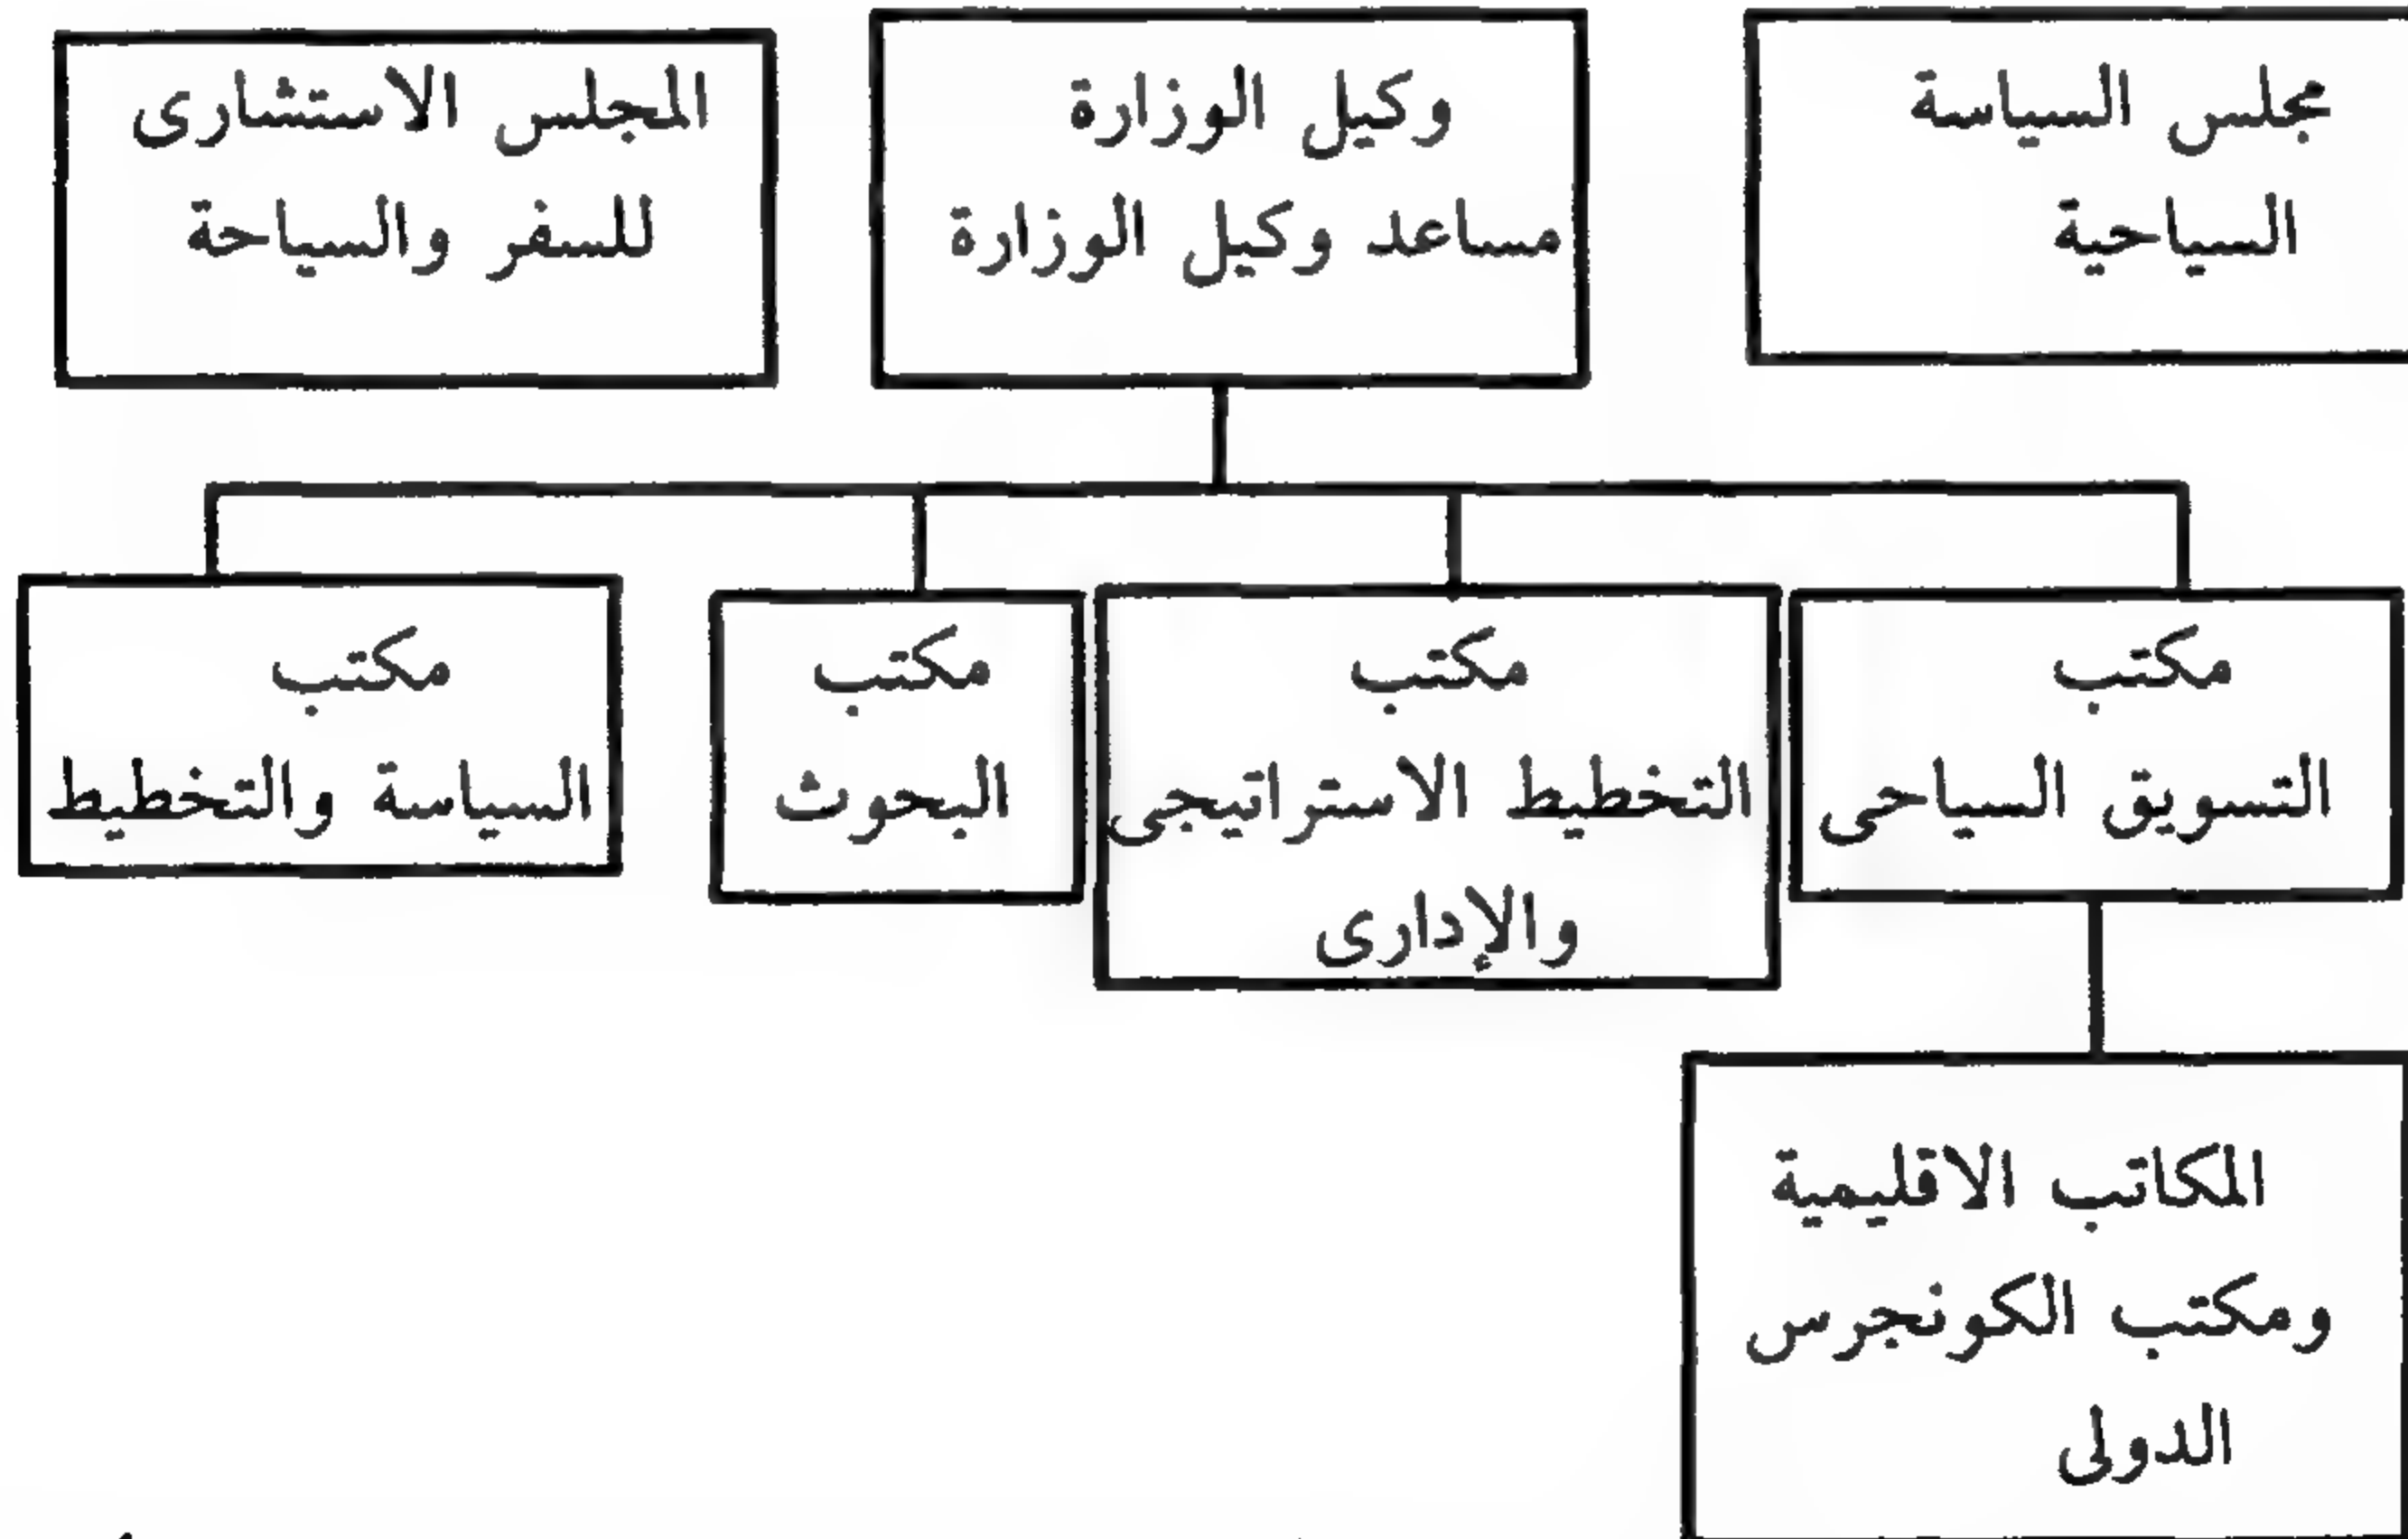 مجلس السياسة
السياحية
وكيل الوزارة
مساعد وكيل الوزارة
المجلس الاستشارى
للسفر والسياحة
مكتب
التسويق السياحى
مكتب
التخطيط الاستراتيجى
والإدارى
مكتب
البحوث
مكتب
السياسة والتخطيط
المكاتب الاقليمية
ومكتب الكونجرس
الدولى